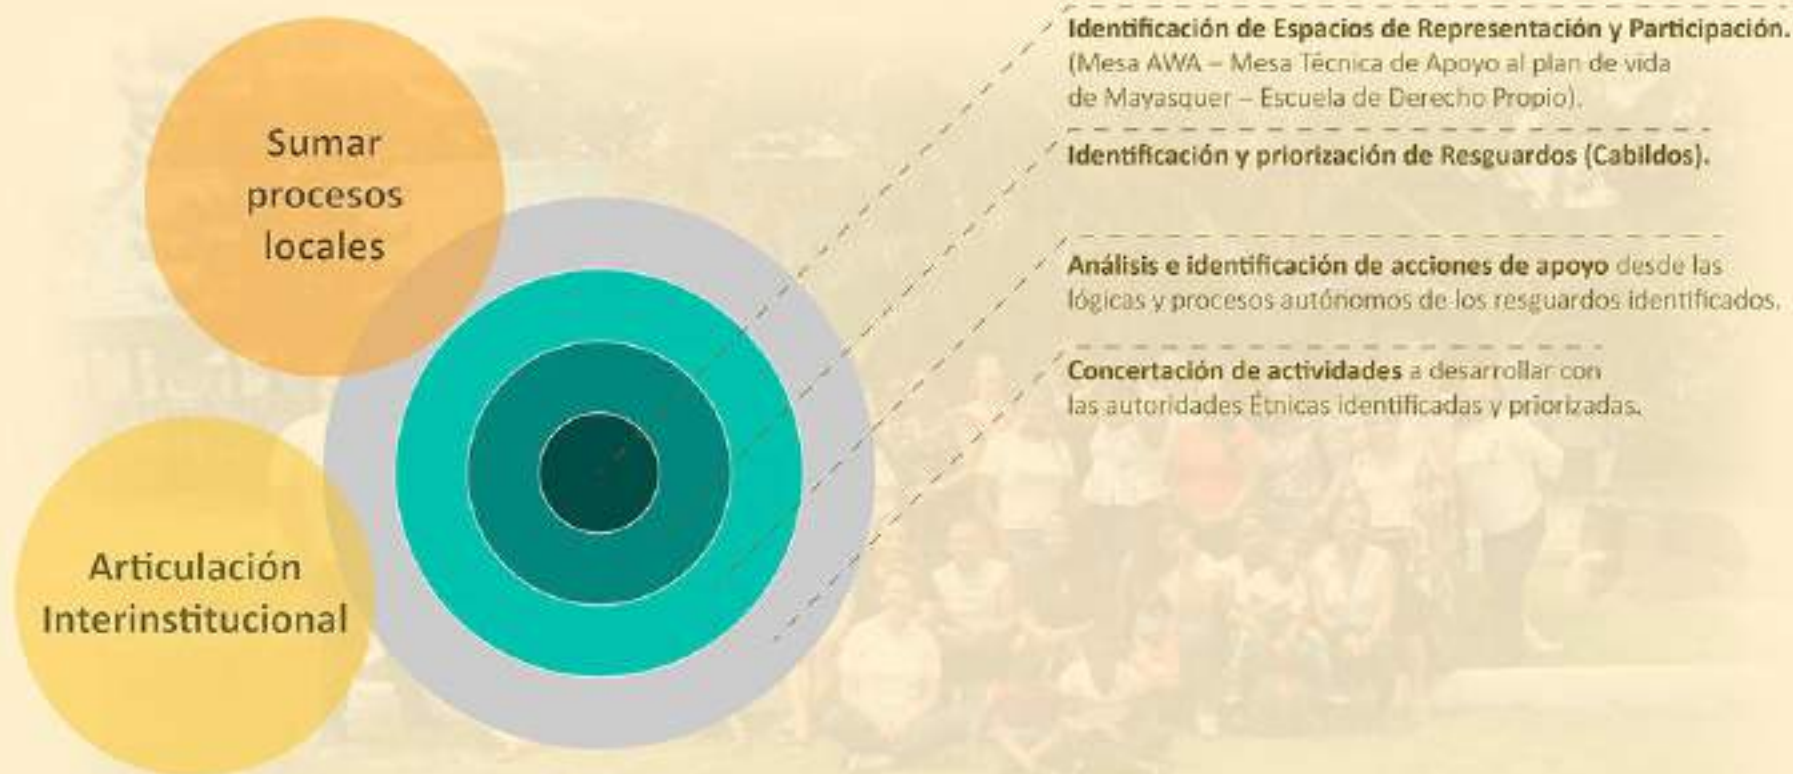 Sumar
procesos
locales
Articulación
Interinstitucional
Identificación de Espacios de Representación y Participación.
(Mesa AWA – Mesa Técnica de Apoyo al plan de vida
de Mayasquer – Escuela de Derecho Propio).
Identificación y priorización de Resguardos (Cabildos).
Análisis e identificación de acciones de apoyo desde las
lógicas y procesos autónomos de los resguardos identificados.
Concertación de actividades a desarrollar con
las autoridades Étnicas identificadas y priorizadas.